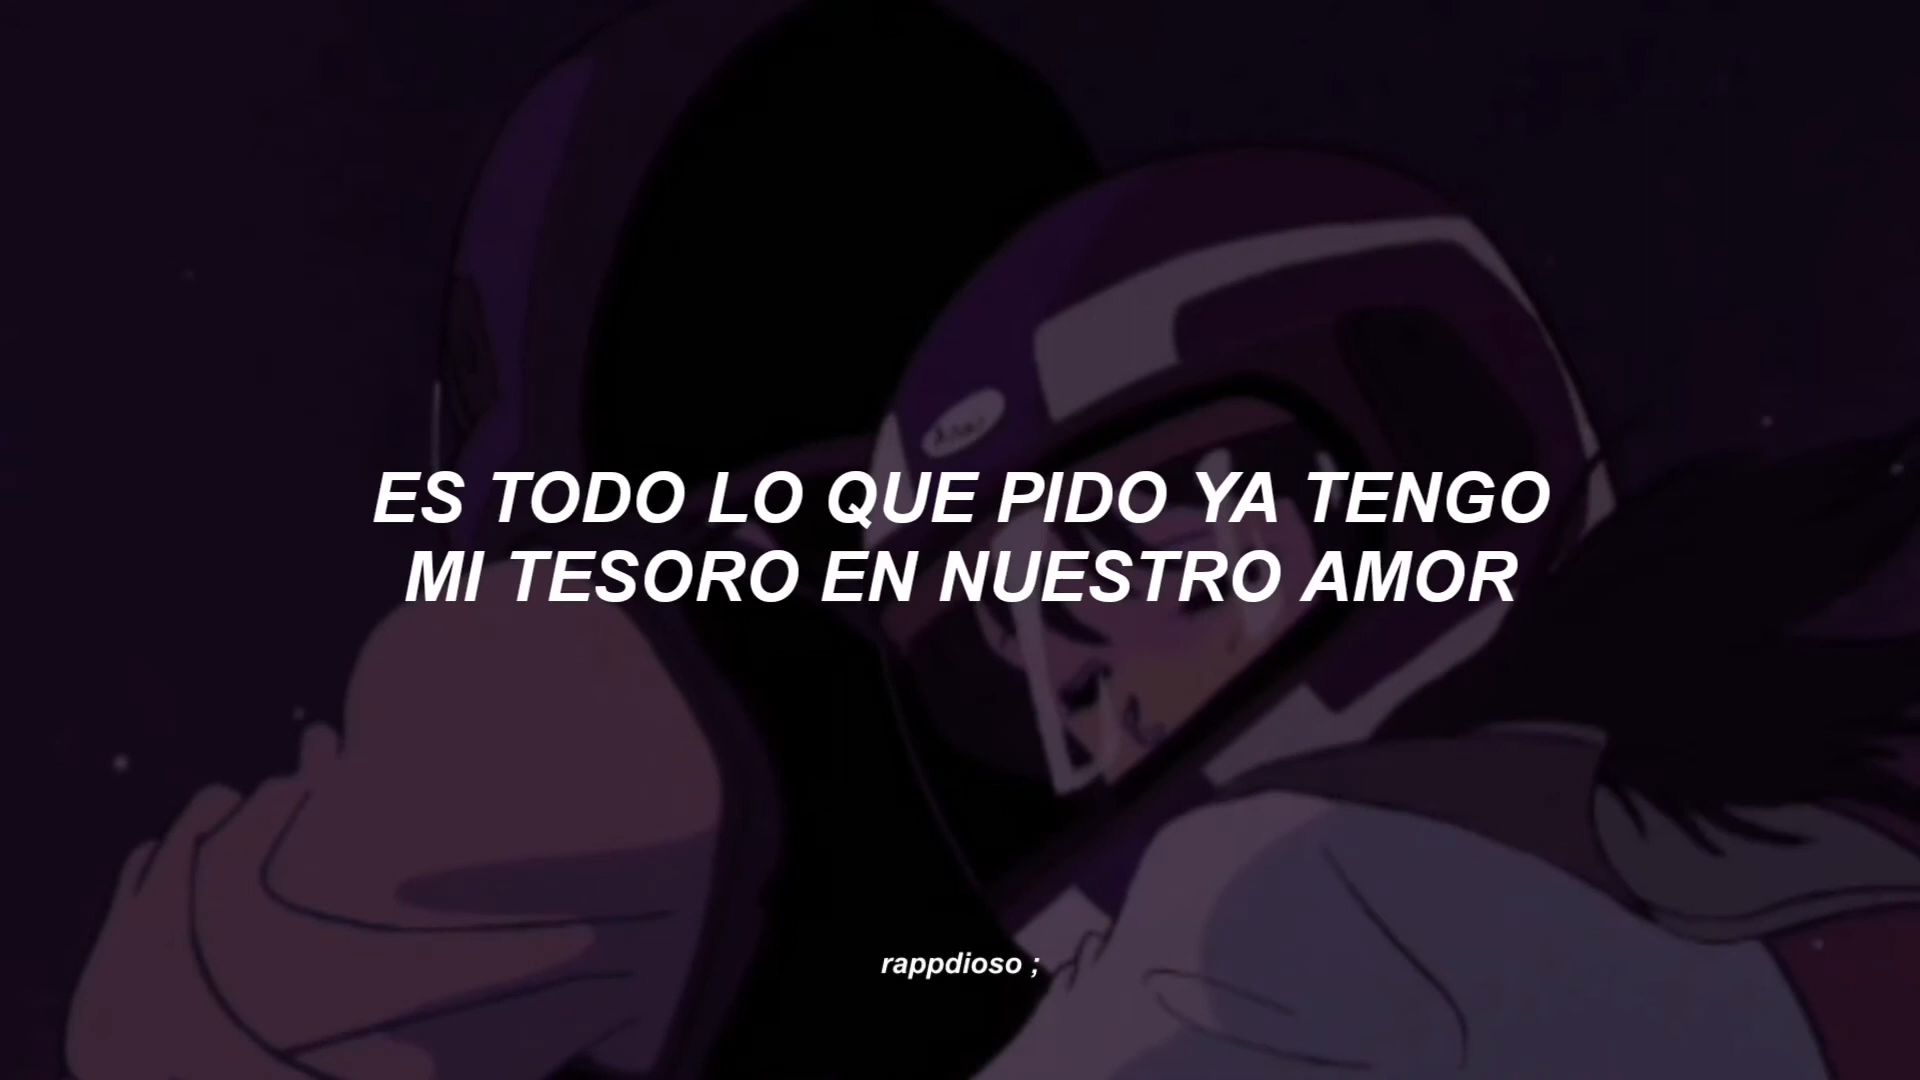 ES TODO LO QUE PIDO YA TENGO
MI TESORO EN NUESTRO AMOR
rappdioso ;